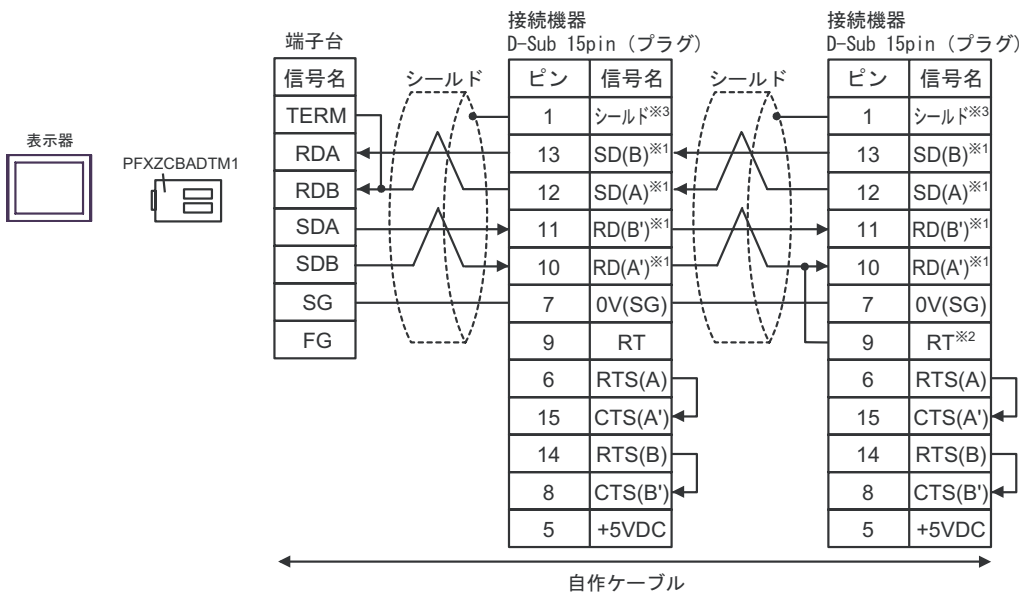 接続機器
D-Sub 15pin (プラグ)
接続機器
D-Sub 15pin (プラグ)
端子台
表示器
PFXZCBADTM1
信号名 シールド ピン 信号名 シールド ピン 信号名
TERM 1 シールド※3 1 シールド※3
RDA 13 SD(B)※1 13 SD(B)※1
RDB 12 SD(A)※1 12 SD(A)※1
SDA 11 RD(B')※1 11 RD(B')※1
SDB 10 RD(A')※1 10 RD(A')※1
SG 7 0V(SG) 7 0V(SG)
FG 9 RT 9 RT※2
6 RTS(A) 6 RTS(A)
15 CTS(A') 15 CTS(A')
14 RTS(B) 14 RTS(B)
8 CTS(B') 8 CTS(B')
5 +5VDC 5 +5VDC
自作ケーブル